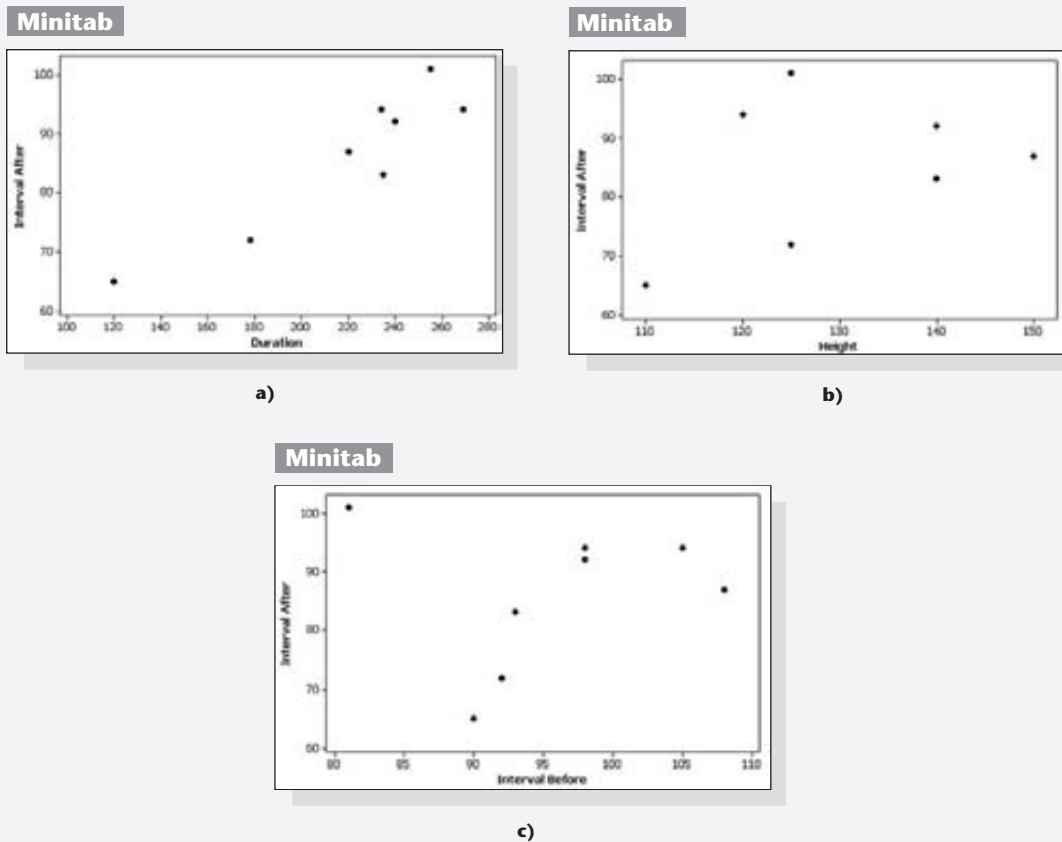 Minitab
Interval After
100
90
80
70
60
100 120 140 160 180 200 220 240 260 280
Duration
a)
Minitab
Interval After
100
90
80
70
60
110 120 130 140 150
Height
b)
Minitab
Interval After
100
90
80
70
60
80 85 90 95 100 105 110
Interval Before
c)